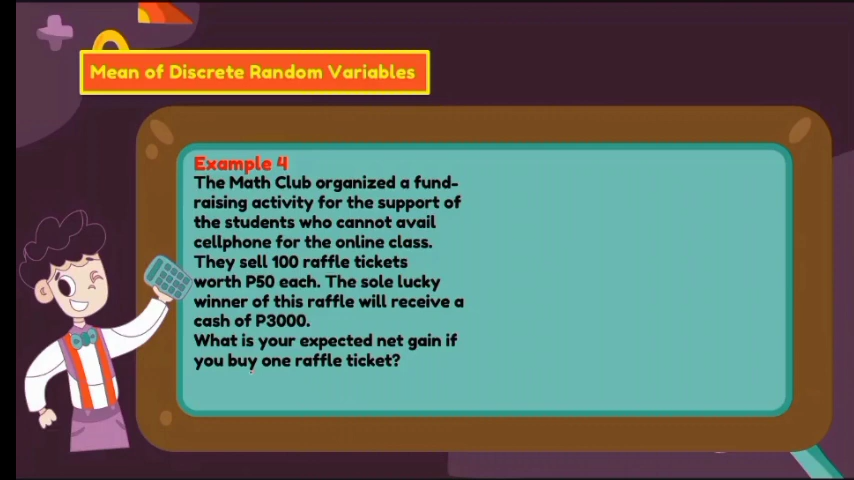 Mean of Discrete Random Variables
Example 4
The Math Club organized a fund-
raising activity for the support of
the students who cannot avail
cellphone for the online class.
They sell 100 raffle tickets
worth P50 each. The sole lucky
winner of this raffle will receive a
cash of P3000.
What is your expected net gain if
you buy one raffle ticket?